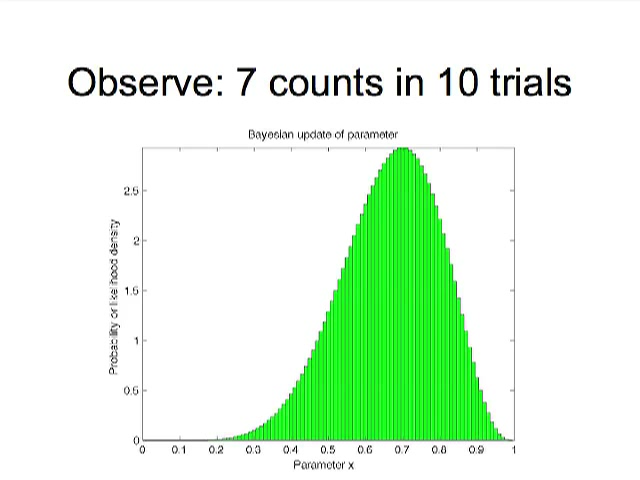 Observe: 7 counts in 10 trials
Bayesian update of parameter
Probability or likelihood density
2.5
2
1.5
1
0.5
0
0 0.1 0.2 0.3 0.4 0.5 0.6 0.7 0.8 0.9 1
Parameter x